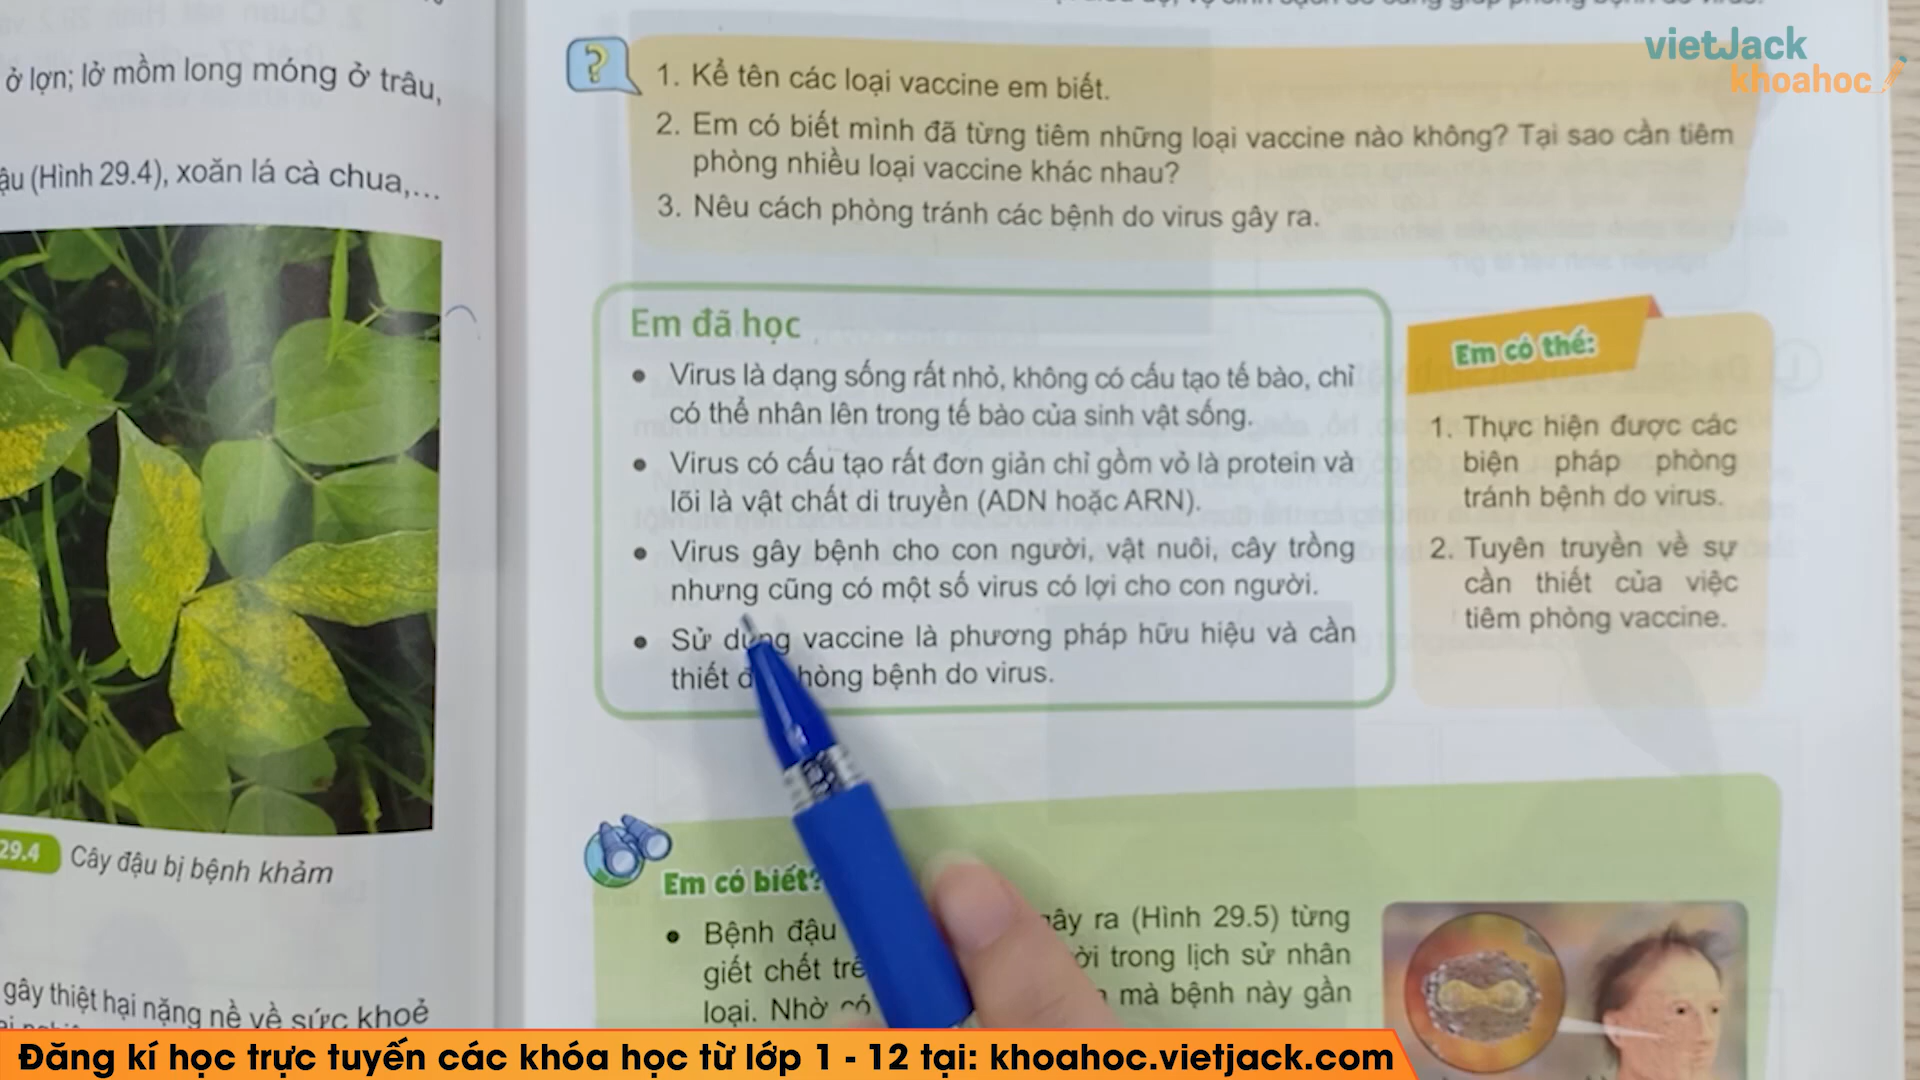 ở lợn; lở mồm long móng ở trâu,
(Hình 29.4), xoăn lá cà chua,...
29.4 Cây đậu bị bệnh khảm
gây thiệt hại nặng nề về sức khoẻ
vietJack
khoahoc
?
1. Kể tên các loại vaccine em biết.
2. Em có biết mình đã từng tiêm những loại vaccine nào không? Tại sao cần tiêm
phòng nhiều loại vaccine khác nhau?
3. Nêu cách phòng tránh các bệnh do virus gây ra.
Em đã học
• Virus là dạng sống rất nhỏ, không có cấu tạo tế bào, chỉ
có thể nhân lên trong tế bào của sinh vật sống.
• Virus có cấu tạo rất đơn giản chỉ gồm vỏ là protein và
lõi là vật chất di truyền (ADN hoặc ARN).
• Virus gây bệnh cho con người, vật nuôi, cây trồng
nhưng cũng có một số virus có lợi cho con người.
• Sử dụng vaccine là phương pháp hữu hiệu và cần
thiết bệnh do virus.
Em có thể:
1. Thực hiện được các
biện pháp phòng
tránh bệnh do virus.
2. Tuyên truyền về sự
cần thiết của việc
tiêm phòng vaccine.
Em có biết?
• Bệnh đậu gây ra (Hình 29.5) từng
giết chết trong lịch sử nhân
loại. Nhờ có mà bệnh này gần
Đăng kí học trực tuyến các khóa học từ lớp 1 - 12 tại: khoahoc.vietjack.com